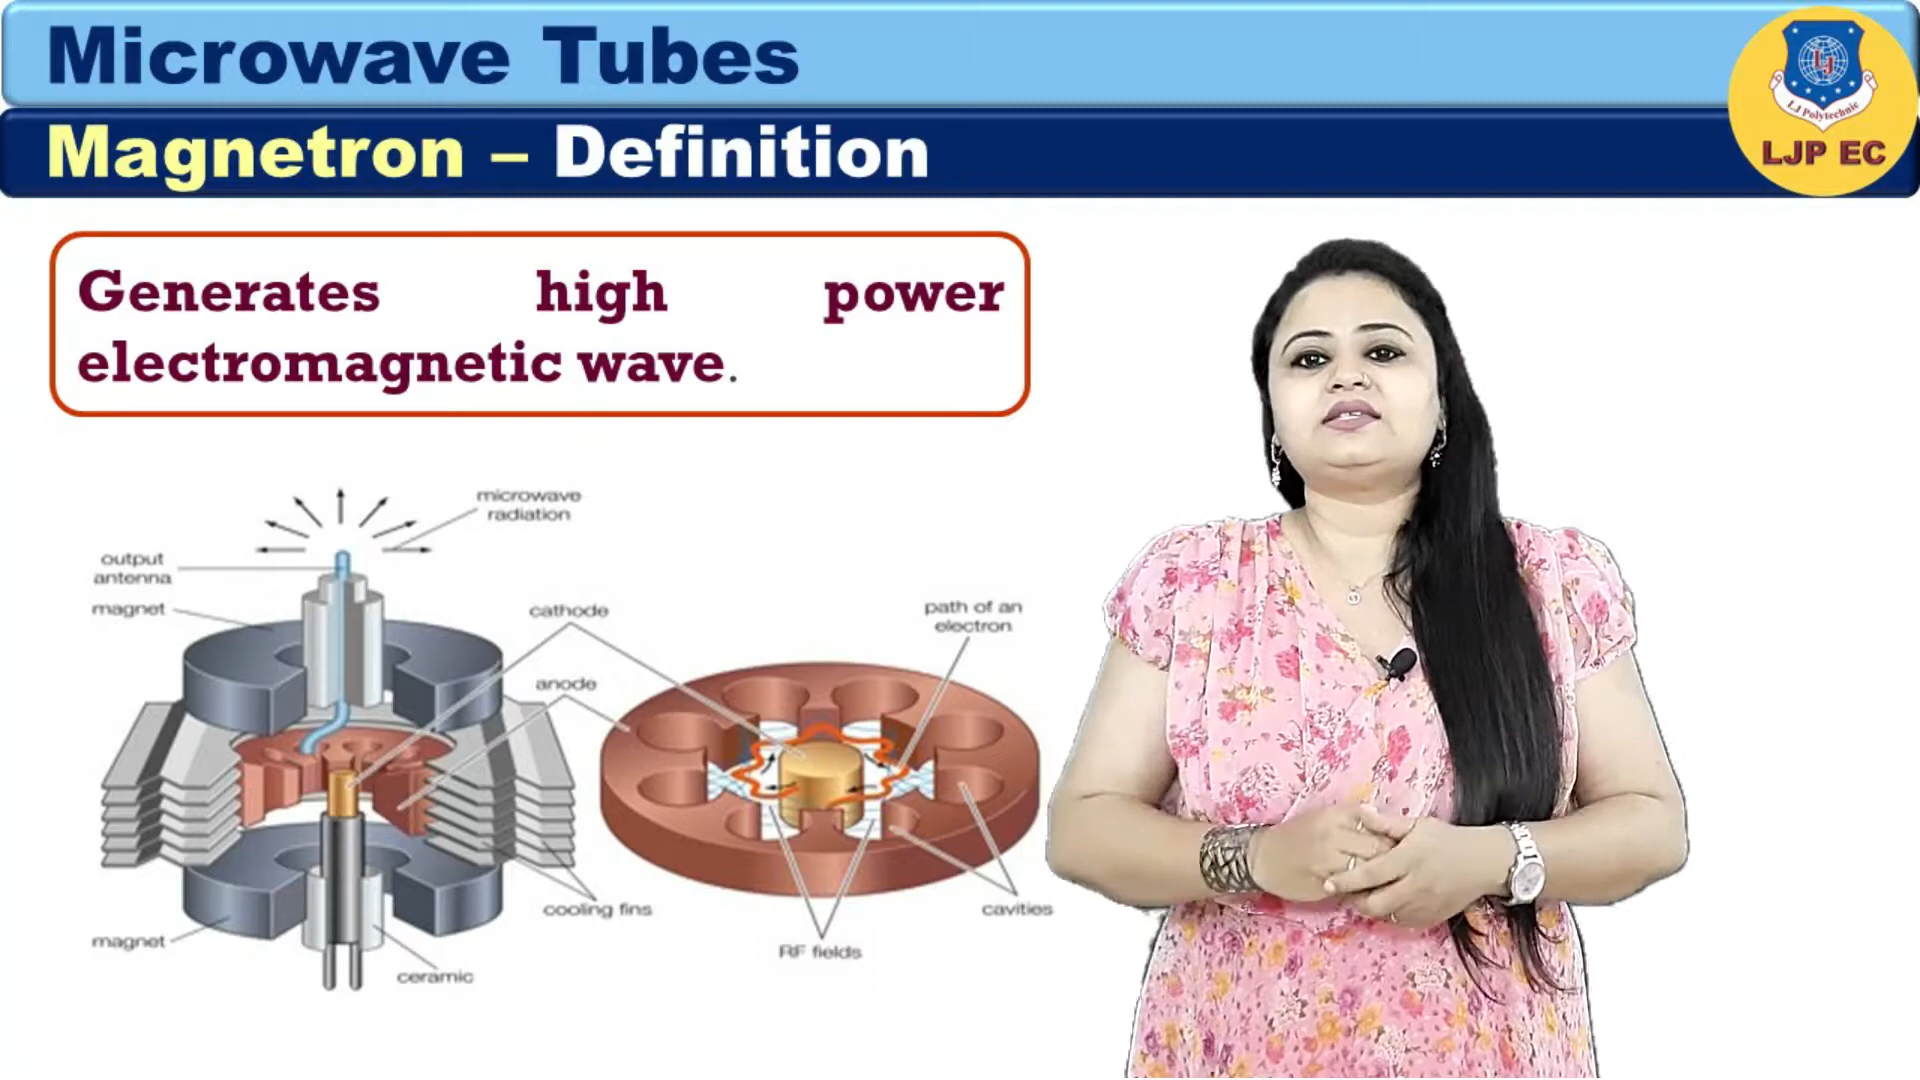 Microwave Tubes
Magnetron – Definition
LJ
L.J Polytechnic
LJP EC
Generates high power
electromagnetic wave.
microwave
radiation
output
antenna
magnet
cathode
path of an
electron
anode
cooling fins
cavities
magnet
RF fields
ceramic